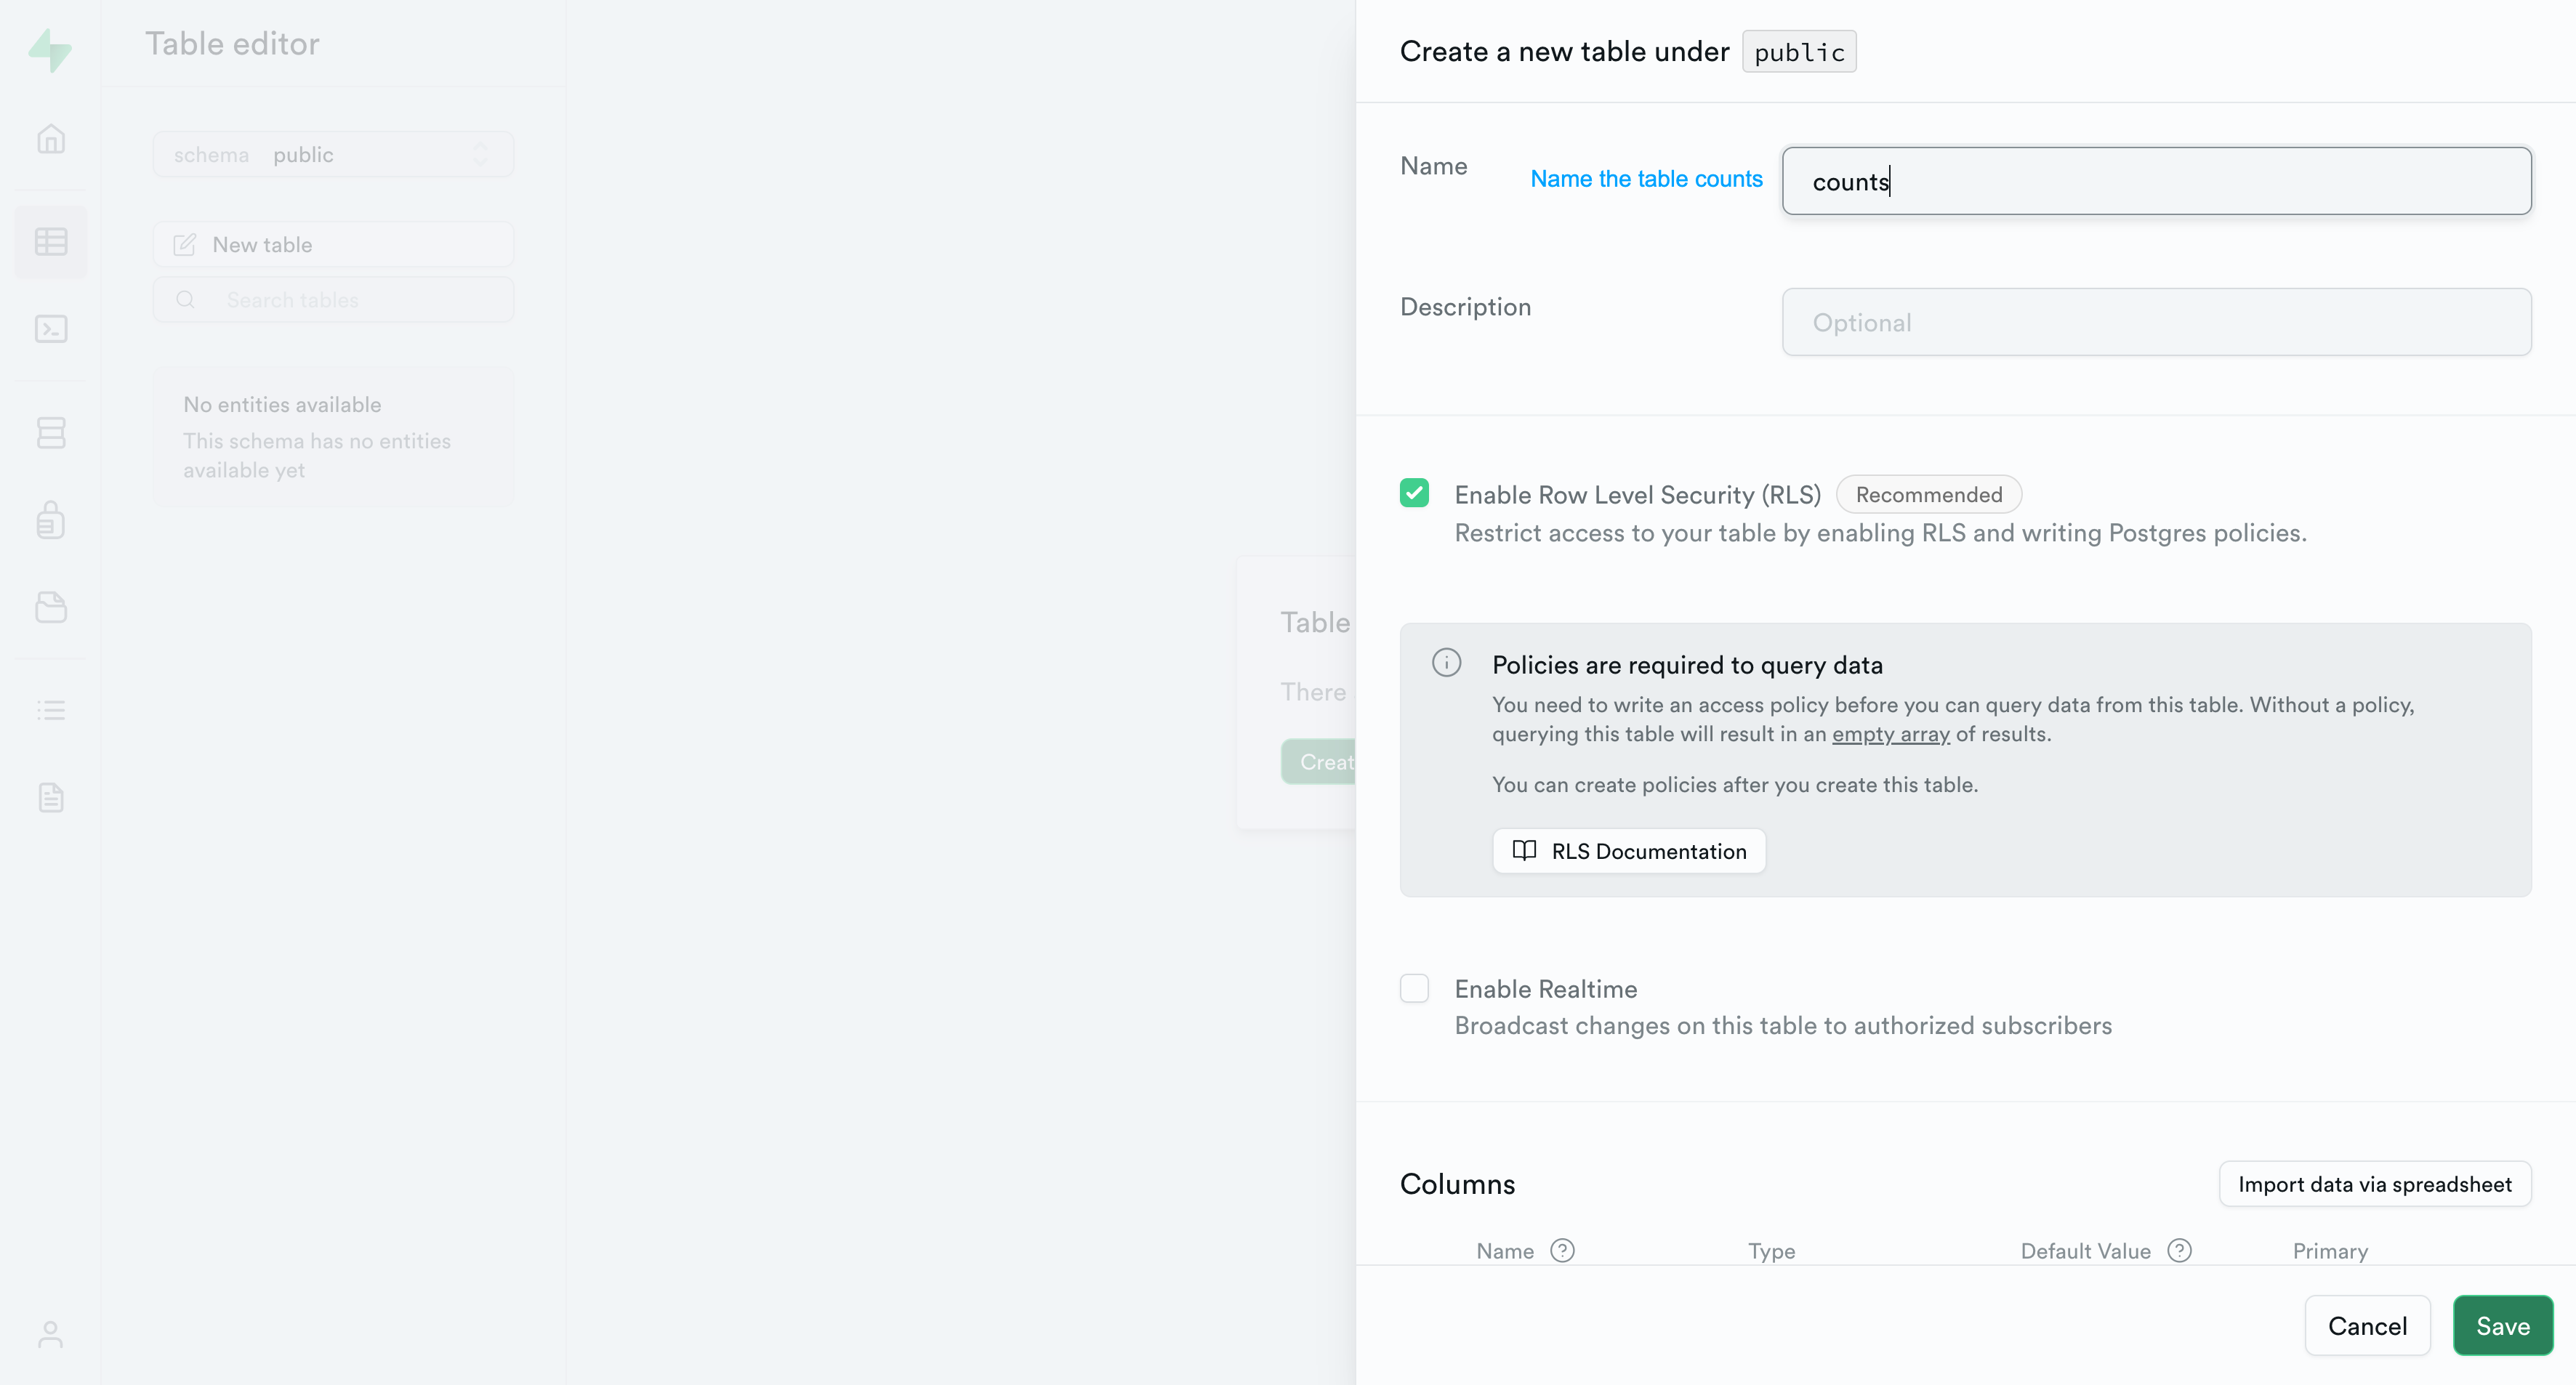 Table editor
schema public
New table
Search tables
No entities available
This schema has no entities
available yet
Table
There
Creat
Create a new table under public
Name
Name the table counts
counts
Description
Optional
Enable Row Level Security (RLS) Recommended
Restrict access to your table by enabling RLS and writing Postgres policies.
Policies are required to query data
You need to write an access policy before you can query data from this table. Without a policy,
querying this table will result in an empty array of results.
You can create policies after you create this table.
RLS Documentation
Enable Realtime
Broadcast changes on this table to authorized subscribers
Columns
Import data via spreadsheet
Name Type Default Value Primary
Cancel Save